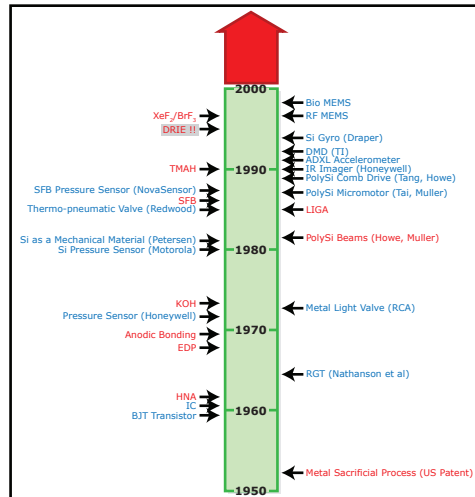 2000
Bio MEMS
XeF2/BrF3
RF MEMS
DRIE !!
Si Gyro (Draper)
DMD (TI)
ADXL Accelerometer
TMAH
1990
IR Imager (Honeywell)
PolySi Comb Drive (Tang, Howe)
SFB Pressure Sensor (NovaSensor)
PolySi Micromotor (Tai, Muller)
SFB
Thermo-pneumatic Valve (Redwood)
LIGA
Si as a Mechanical Material (Petersen)
PolySi Beams (Howe, Muller)
Si Pressure Sensor (Motorola)
1980
KOH
Metal Light Valve (RCA)
Pressure Sensor (Honeywell)
1970
Anodic Bonding
EDP
RGT (Nathanson et al)
HNA
IC
1960
BJT Transistor
Metal Sacrificial Process (US Patent)
1950